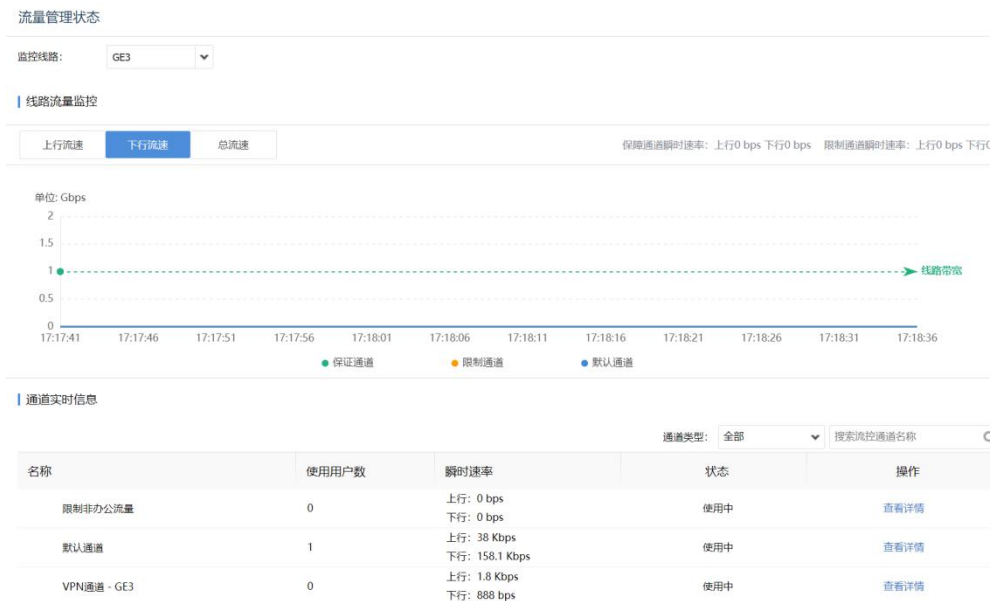 流量管理状态
监控线路: GE3
线路流量监控
上行流速 下行流速 总流速 保障通道瞬时速率: 上行0 bps 下行0 bps 限制通道瞬时速率: 上行0 bps 下行0
单位: Gbps
2
1.5
1 线路带宽
0.5
0
17:17:41 17:17:46 17:17:51 17:17:56 17:18:01 17:18:06 17:18:11 17:18:16 17:18:21 17:18:26 17:18:31 17:18:36
保证通道 限制通道 默认通道
通道实时信息
通道类型: 全部 搜索流控通道名称
名称 使用用户数 瞬时速率 状态 操作
上行: 0 bps
限制非办公流量 0 使用中 查看详情
下行: 0 bps
上行: 38 Kbps
默认通道 1 使用中 查看详情
下行: 158.1 Kbps
上行: 1.8 Kbps
VPN通道 - GE3 0 使用中 查看详情
下行: 888 bps